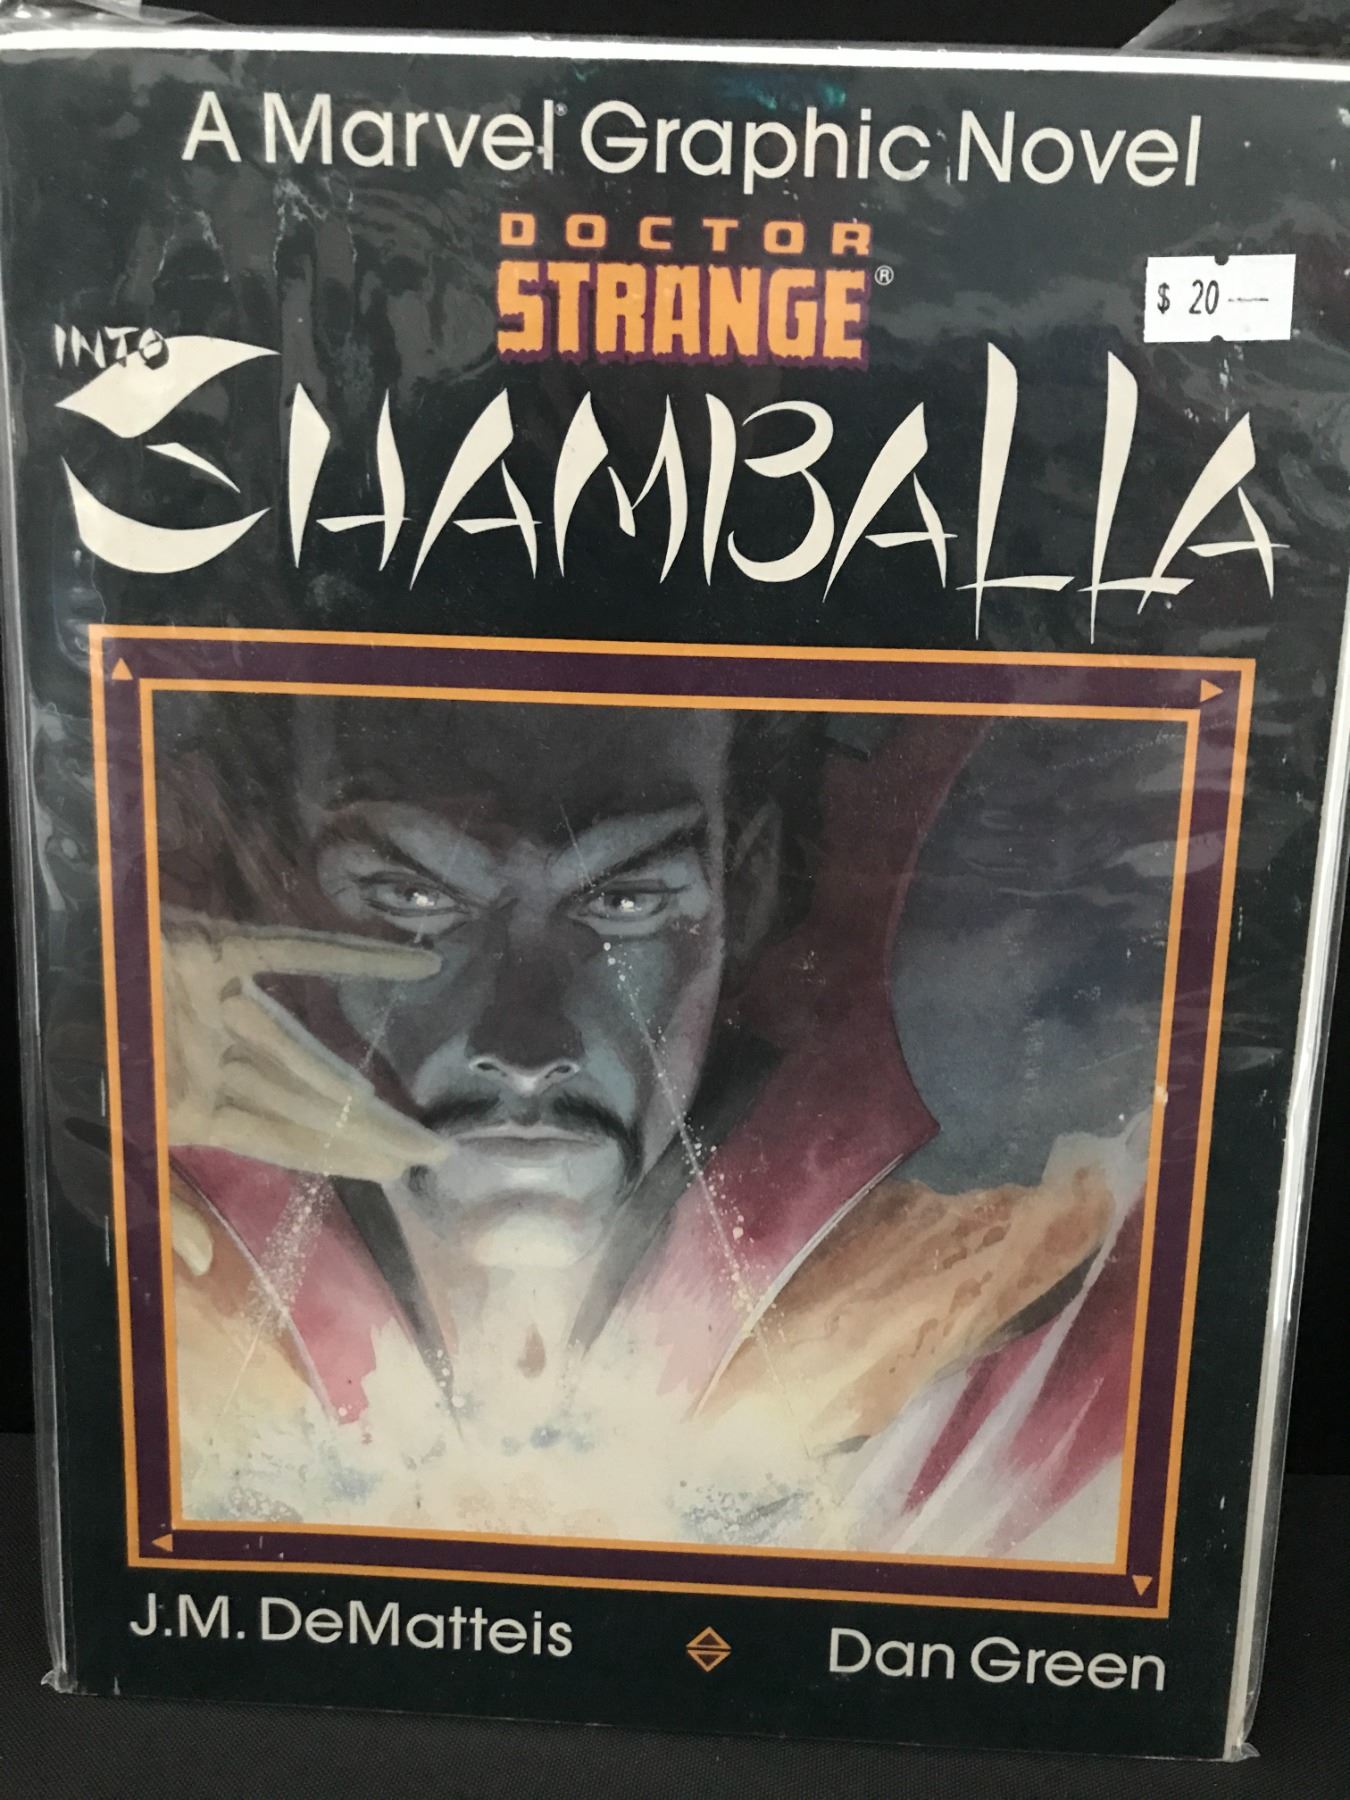 A Marvel® Graphic Novel
DOCTOR
STRANGE®
$ 20—
INTO
SHAMBALLA
J.M. DeMatteis
Dan Green